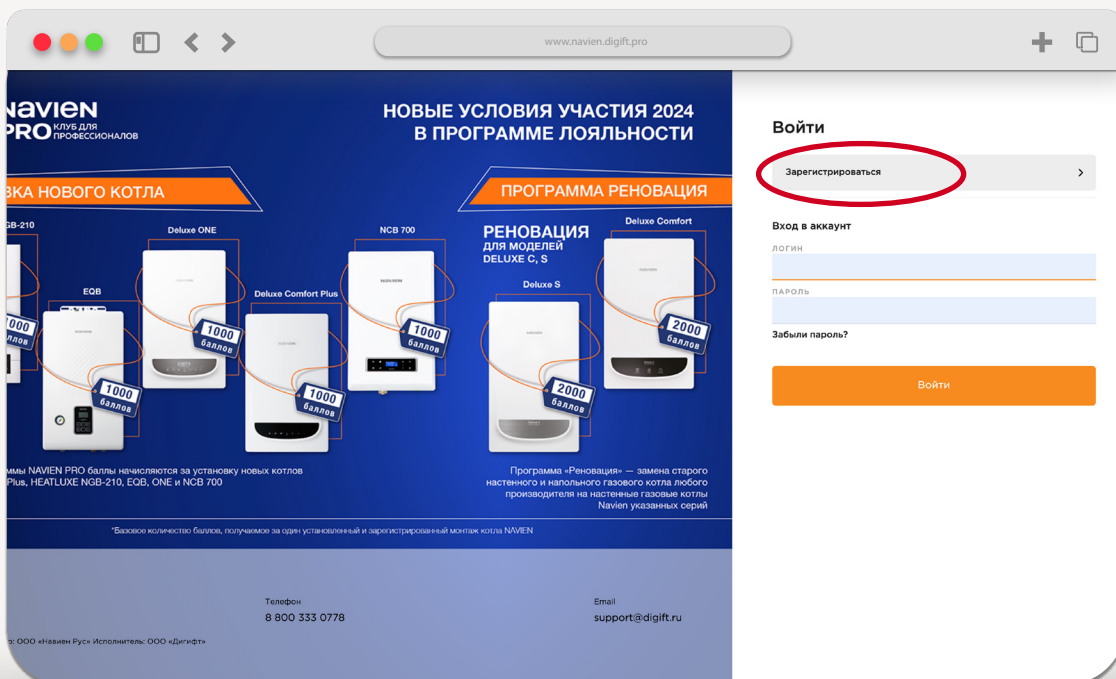 www.navien.digift.pro
NAVIEN
PRO КЛУБ ДЛЯ
ПРОФЕССИОНАЛОВ
НОВЫЕ УСЛОВИЯ УЧАСТИЯ 2024
В ПРОГРАММЕ ЛОЯЛЬНОСТИ
ВКА НОВОГО КОТЛА
ПРОГРАММА РЕНОВАЦИЯ
GB-210
Deluxe ONE
NCB 700
РЕНОВАЦИЯ
ДЛЯ МОДЕЛЕЙ
DELUXE C, S
Deluxe Comfort
EQB
Deluxe Comfort Plus
Deluxe S
1000
баллов
1000
баллов
1000
баллов
1000
баллов
2000
баллов
2000
баллов
ммы NAVIEN PRO баллы начисляются за установку новых котлов
Plus, HEATLUXE NGB-210, EQB, ONE и NCB 700
Программа «Реновация» — замена старого
настенного и напольного газового котла любого
производителя на настенные газовые котлы
Navien указанных серий
*Базовое количество баллов, получаемое за один установленный и зарегистрированный монтаж котла NAVIEN
Телефон
8 800 333 0778
Email
support@digift.ru
р: ООО «Навиен Рус» Исполнитель: ООО «Дигифт»
Войти
Зарегистрироваться
Вход в аккаунт
ЛОГИН
ПАРОЛЬ
Забыли пароль?
Войти